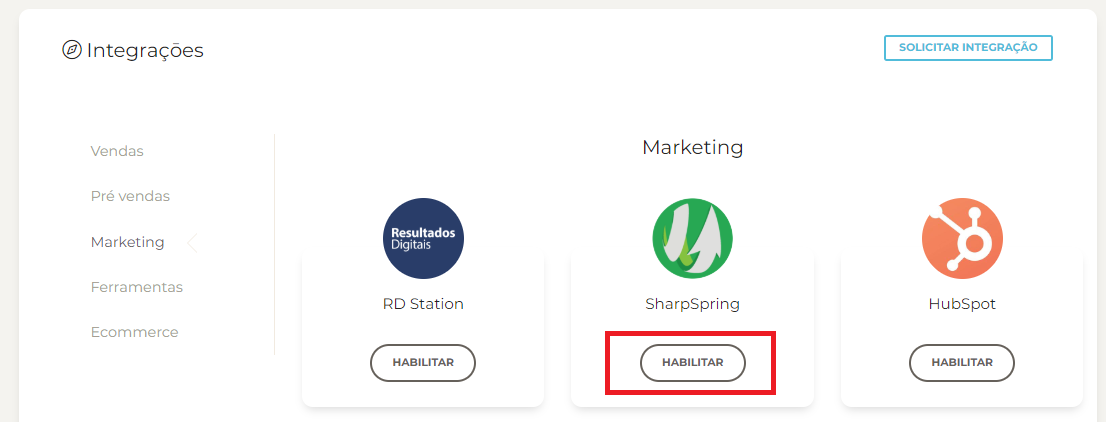 Integrações
SOLICITAR INTEGRAÇÃO
Vendas
Pré vendas
Marketing
Ferramentas
Ecommerce
Marketing
Resultados
Digitais
RD Station
HABILITAR
SharpSpring
HABILITAR
HubSpot
HABILITAR